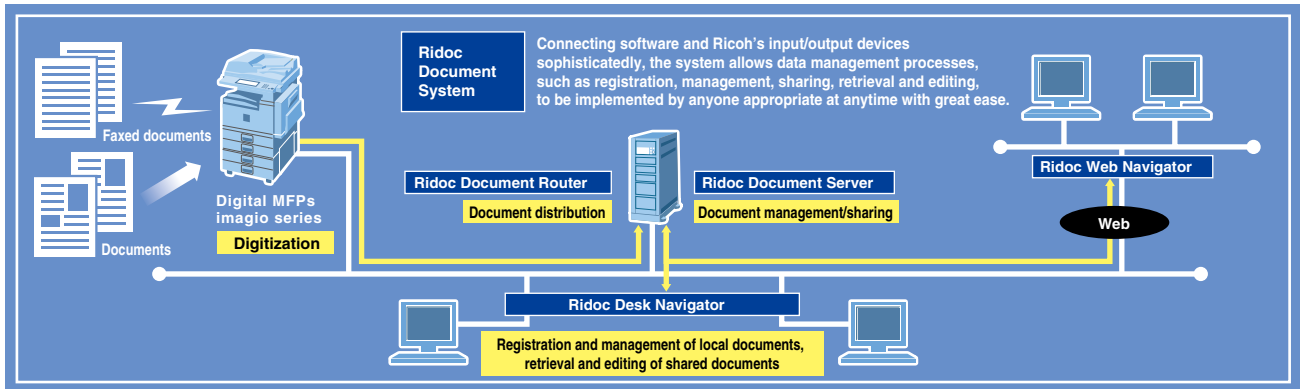 Ridoc
Document
System
Connecting software and Ricoh's input/output devices
sophisticatedly, the system allows data management processes,
such as registration, management, sharing, retrieval and editing,
to be implemented by anyone appropriate at anytime with great ease.
Faxed documents
Documents
Digital MFPs
imagio series
Digitization
Ridoc Document Router
Document distribution
Ridoc Document Server
Document management/sharing
Ridoc Web Navigator
Web
Ridoc Desk Navigator
Registration and management of local documents,
retrieval and editing of shared documents